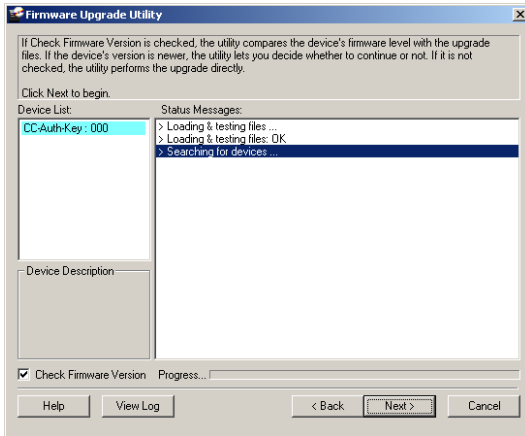 Firmware Upgrade Utility
If Check Firmware Version is checked, the utility compares the device's firmware level with the upgrade
files. If the device's version is newer, the utility lets you decide whether to continue or not. If it is not
checked, the utility performs the upgrade directly.
Click Next to begin.
Device List:
Status Messages:
CC-Auth-Key : 000
> Loading & testing files ...
> Loading & testing files: OK
> Searching for devices ...
Device Description
Check Firmware Version
Progress...
Help
View Log
< Back
Next >
Cancel